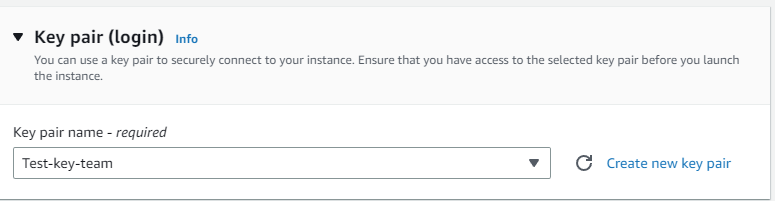 Key pair (login) Info
You can use a key pair to securely connect to your instance. Ensure that you have access to the selected key pair before you launch
the instance.
Key pair name - required
Test-key-team
Create new key pair